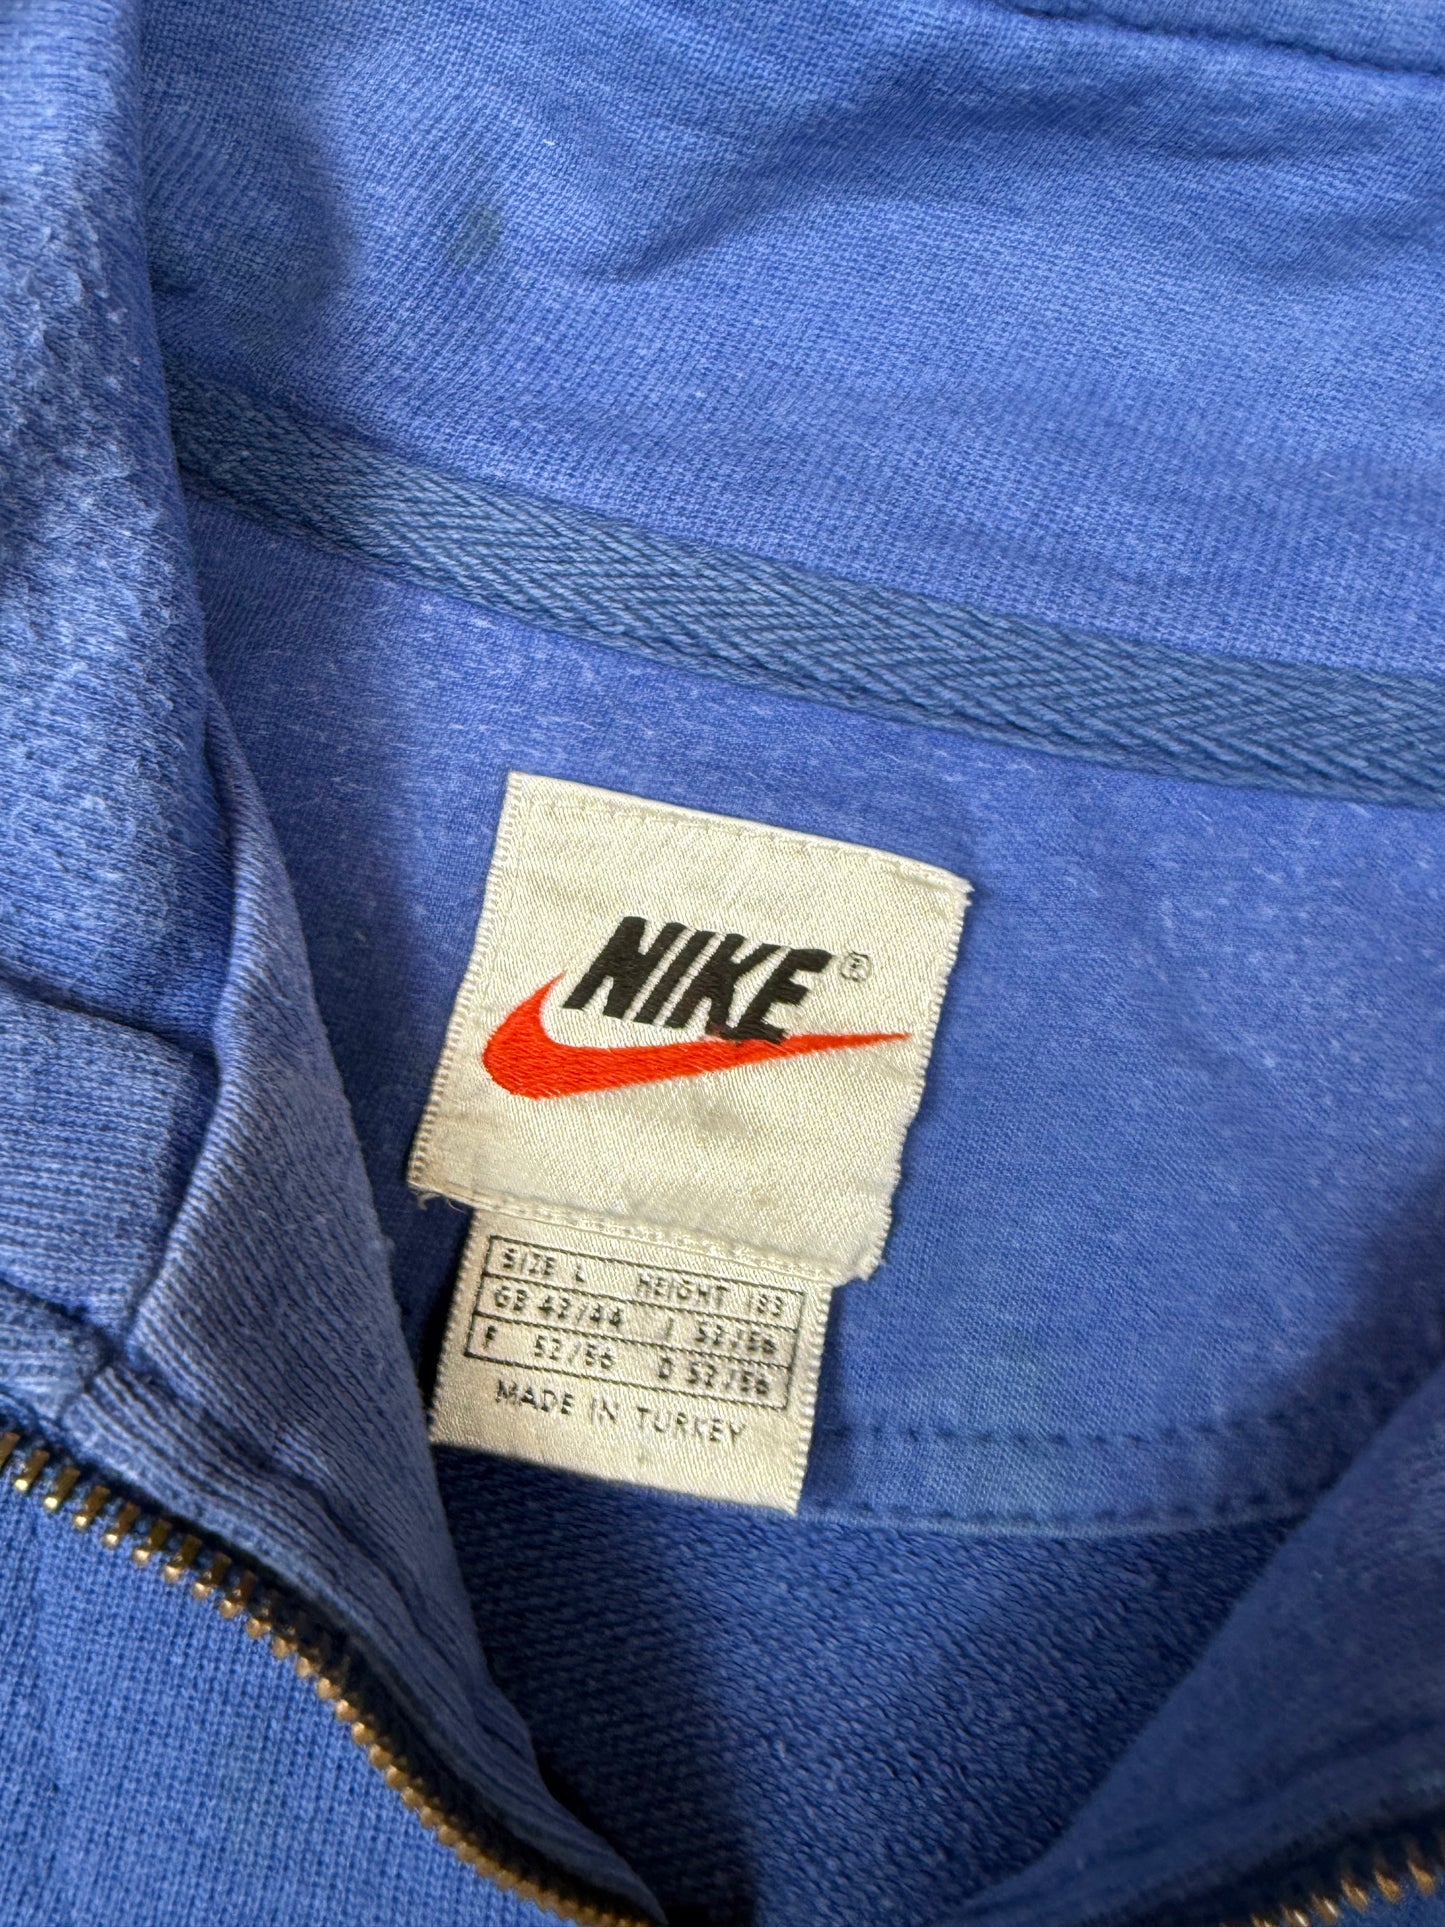 NIKE®
SIZE L HEIGHT 183
GB 42/44 I 52/56
F 52/56 D 52/56
MADE IN TURKEY